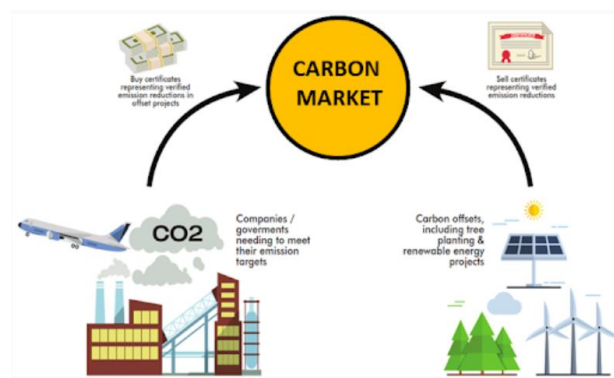 Buy certificates
representing verified
emission reductions in
offset projects
CARBON
MARKET
CERTIFICATE
Sell certificates
representing verified
emission reductions
CO2
Companies /
goverments
needing to meet
their emission
targets
Carbon offsets,
including tree
planting &
renewable energy
projects